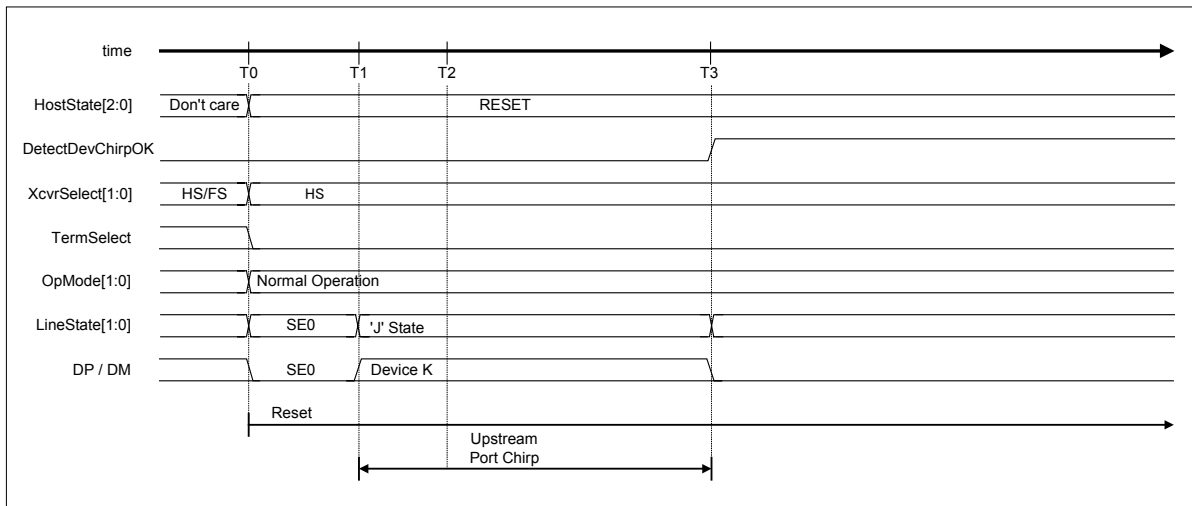 time
T0 T1 T2 T3
HostState[2:0] Don't care RESET
DetectDevChirpOK
XcvrSelect[1:0] HS/FS HS
TermSelect
OpMode[1:0] Normal Operation
LineState[1:0] SE0 'J' State
DP / DM SE0 Device K
Reset
Upstream
Port Chirp